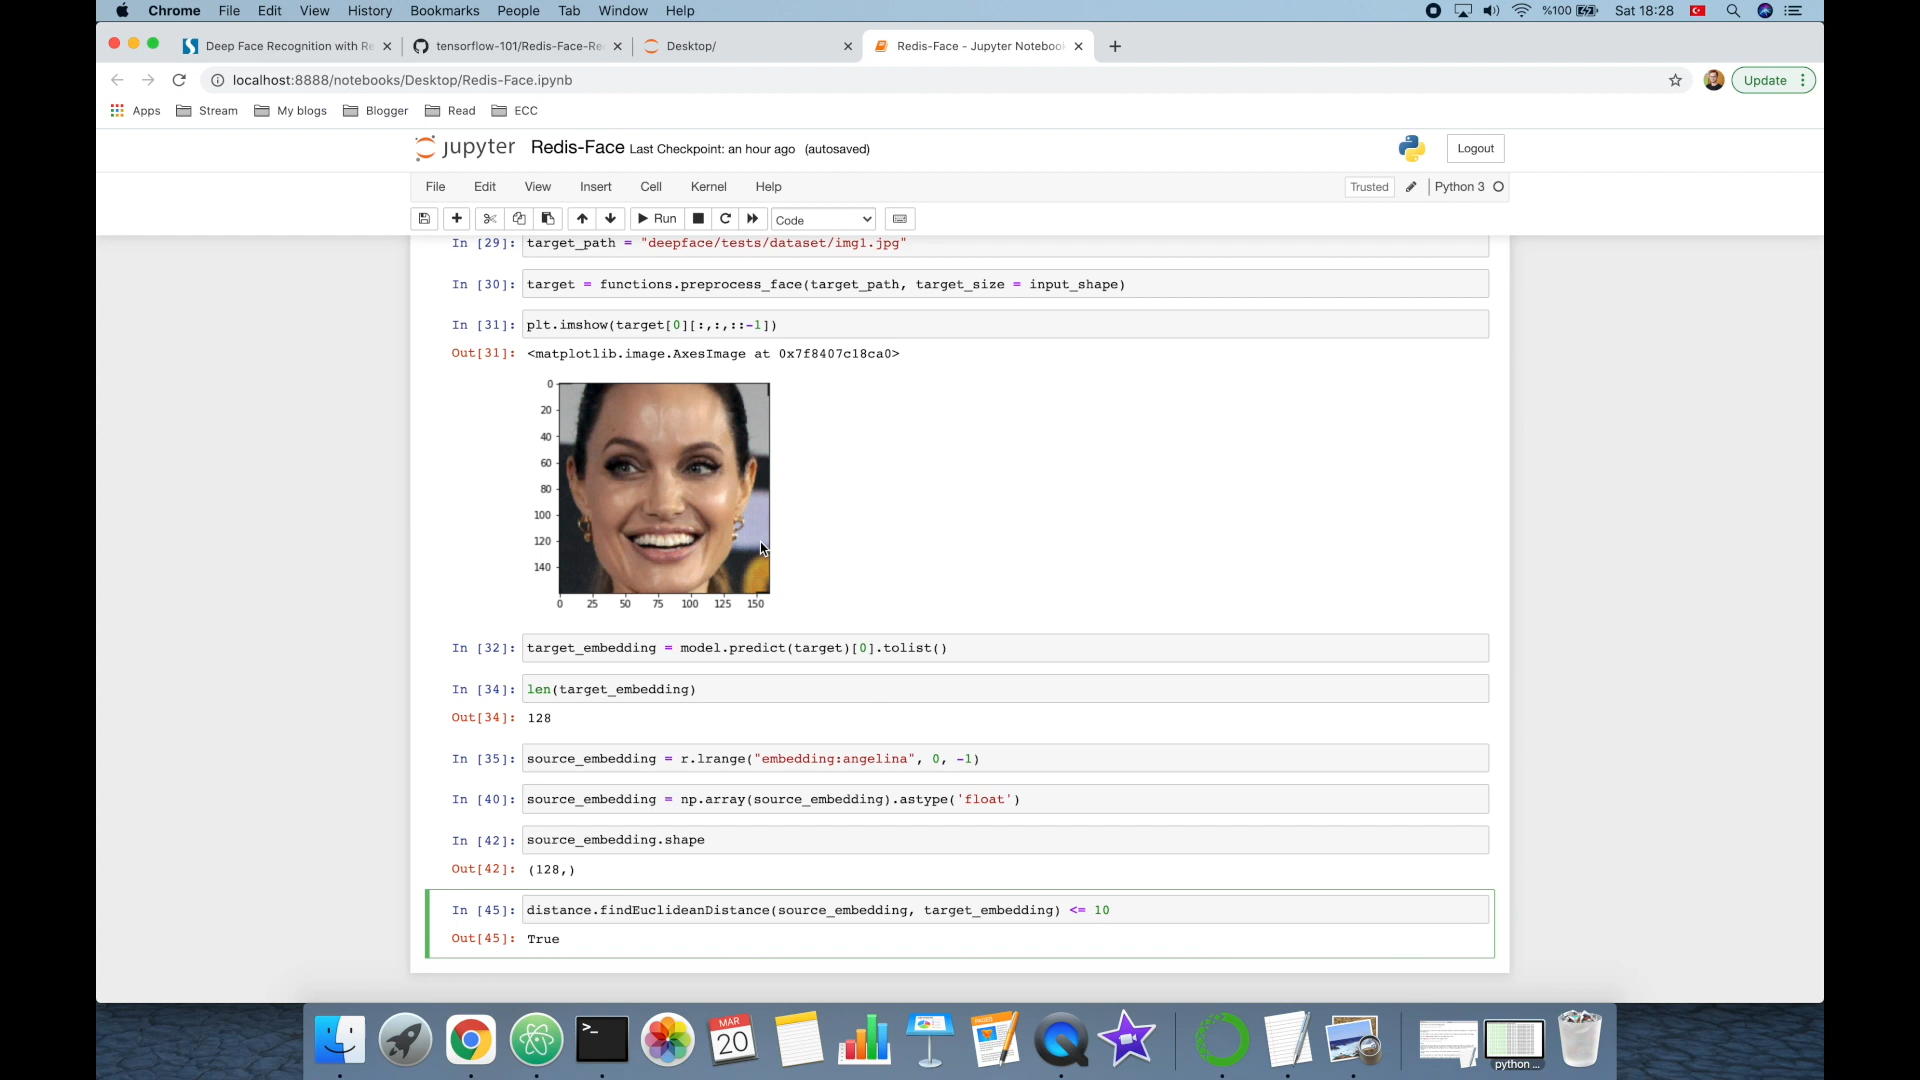 Chrome File Edit View History Bookmarks People Tab Window Help %100 Sat 18:28
Deep Face Recognition with Re
tensorflow-101/Redis-Face-Re
Desktop/
Redis-Face - Jupyter Notebook
localhost:8888/notebooks/Desktop/Redis-Face.ipynb
Update
Apps Stream My blogs Blogger Read ECC
jupyter Redis-Face Last Checkpoint: an hour ago (autosaved)
Logout
File Edit View Insert Cell Kernel Help
Trusted Python 3
Run Code
In [29]: target_path = "deepface/tests/dataset/img1.jpg"
In [30]: target = functions.preprocess_face(target_path, target_size = input_shape)
In [31]: plt.imshow(target[0][:,:,::-1])
Out[31]: <matplotlib.image.AxesImage at 0x7f8407c18ca0>
0
20
40
60
80
100
120
140
0 25 50 75 100 125 150
In [32]: target_embedding = model.predict(target)[0].tolist()
In [34]: len(target_embedding)
Out[34]: 128
In [35]: source_embedding = r.lrange("embedding:angelina", 0, -1)
In [40]: source_embedding = np.array(source_embedding).astype('float')
In [42]: source_embedding.shape
Out[42]: (128,)
In [45]: distance.findEuclideanDistance(source_embedding, target_embedding) <= 10
Out[45]: True
MAR
20
PAGES
python ...